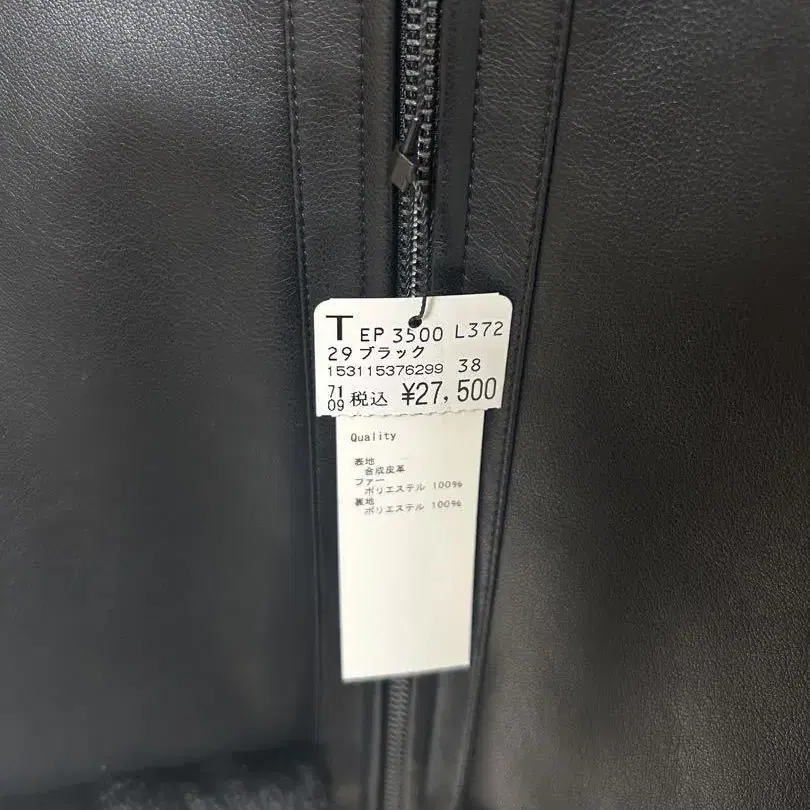 T EP 3500 L372
29 ブラック
153115376299 38
71
09 税込 ¥27,500
Quality
表地
合成皮革
ファー
ポリエステル 100%
裏地
ポリエステル 100%